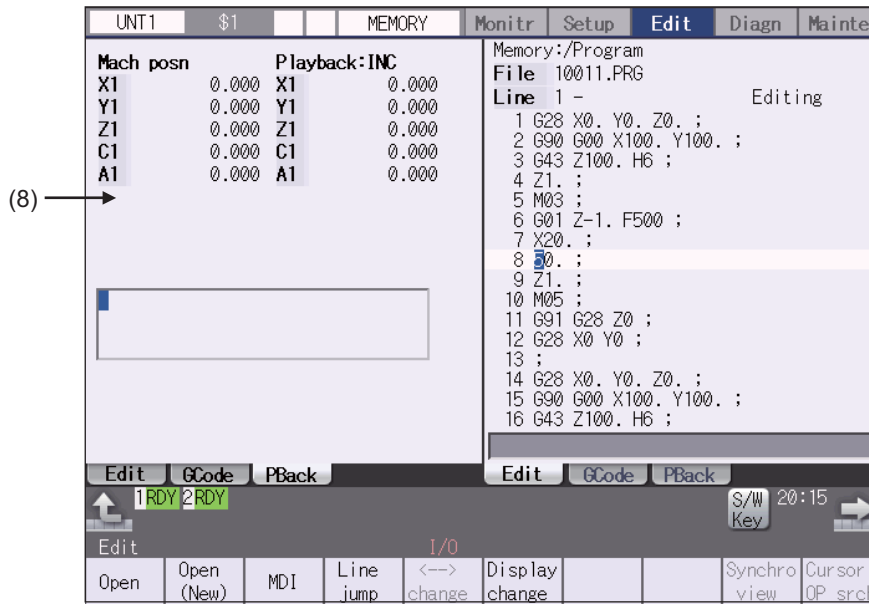 UNT1 $1 MEMORY Monitr Setup Edit Diagn Mainte
Mach posn Playback:INC
X1 0.000 X1 0.000
Y1 0.000 Y1 0.000
Z1 0.000 Z1 0.000
C1 0.000 C1 0.000
A1 0.000 A1 0.000
(8)
Memory:/Program
File 10011.PRG
Line 1 - Editing
1 G28 X0. Y0. Z0. ;
2 G90 G00 X100. Y100. ;
3 G43 Z100. H6 ;
4 Z1. ;
5 M03 ;
6 G01 Z-1. F500 ;
7 X20. ;
8 50. ;
9 Z1. ;
10 M05 ;
11 G91 G28 Z0 ;
12 G28 X0 Y0 ;
13 ;
14 G28 X0. Y0. Z0. ;
15 G90 G00 X100. Y100. ;
16 G43 Z100. H6 ;
Edit GCode PBack
Edit GCode PBack
1RDY 2RDY
S/W Key 20:15
Edit I/O
Open
Open (New)
MDI
Line jump
<--> change
Display change
Synchro view
Cursor OP srch